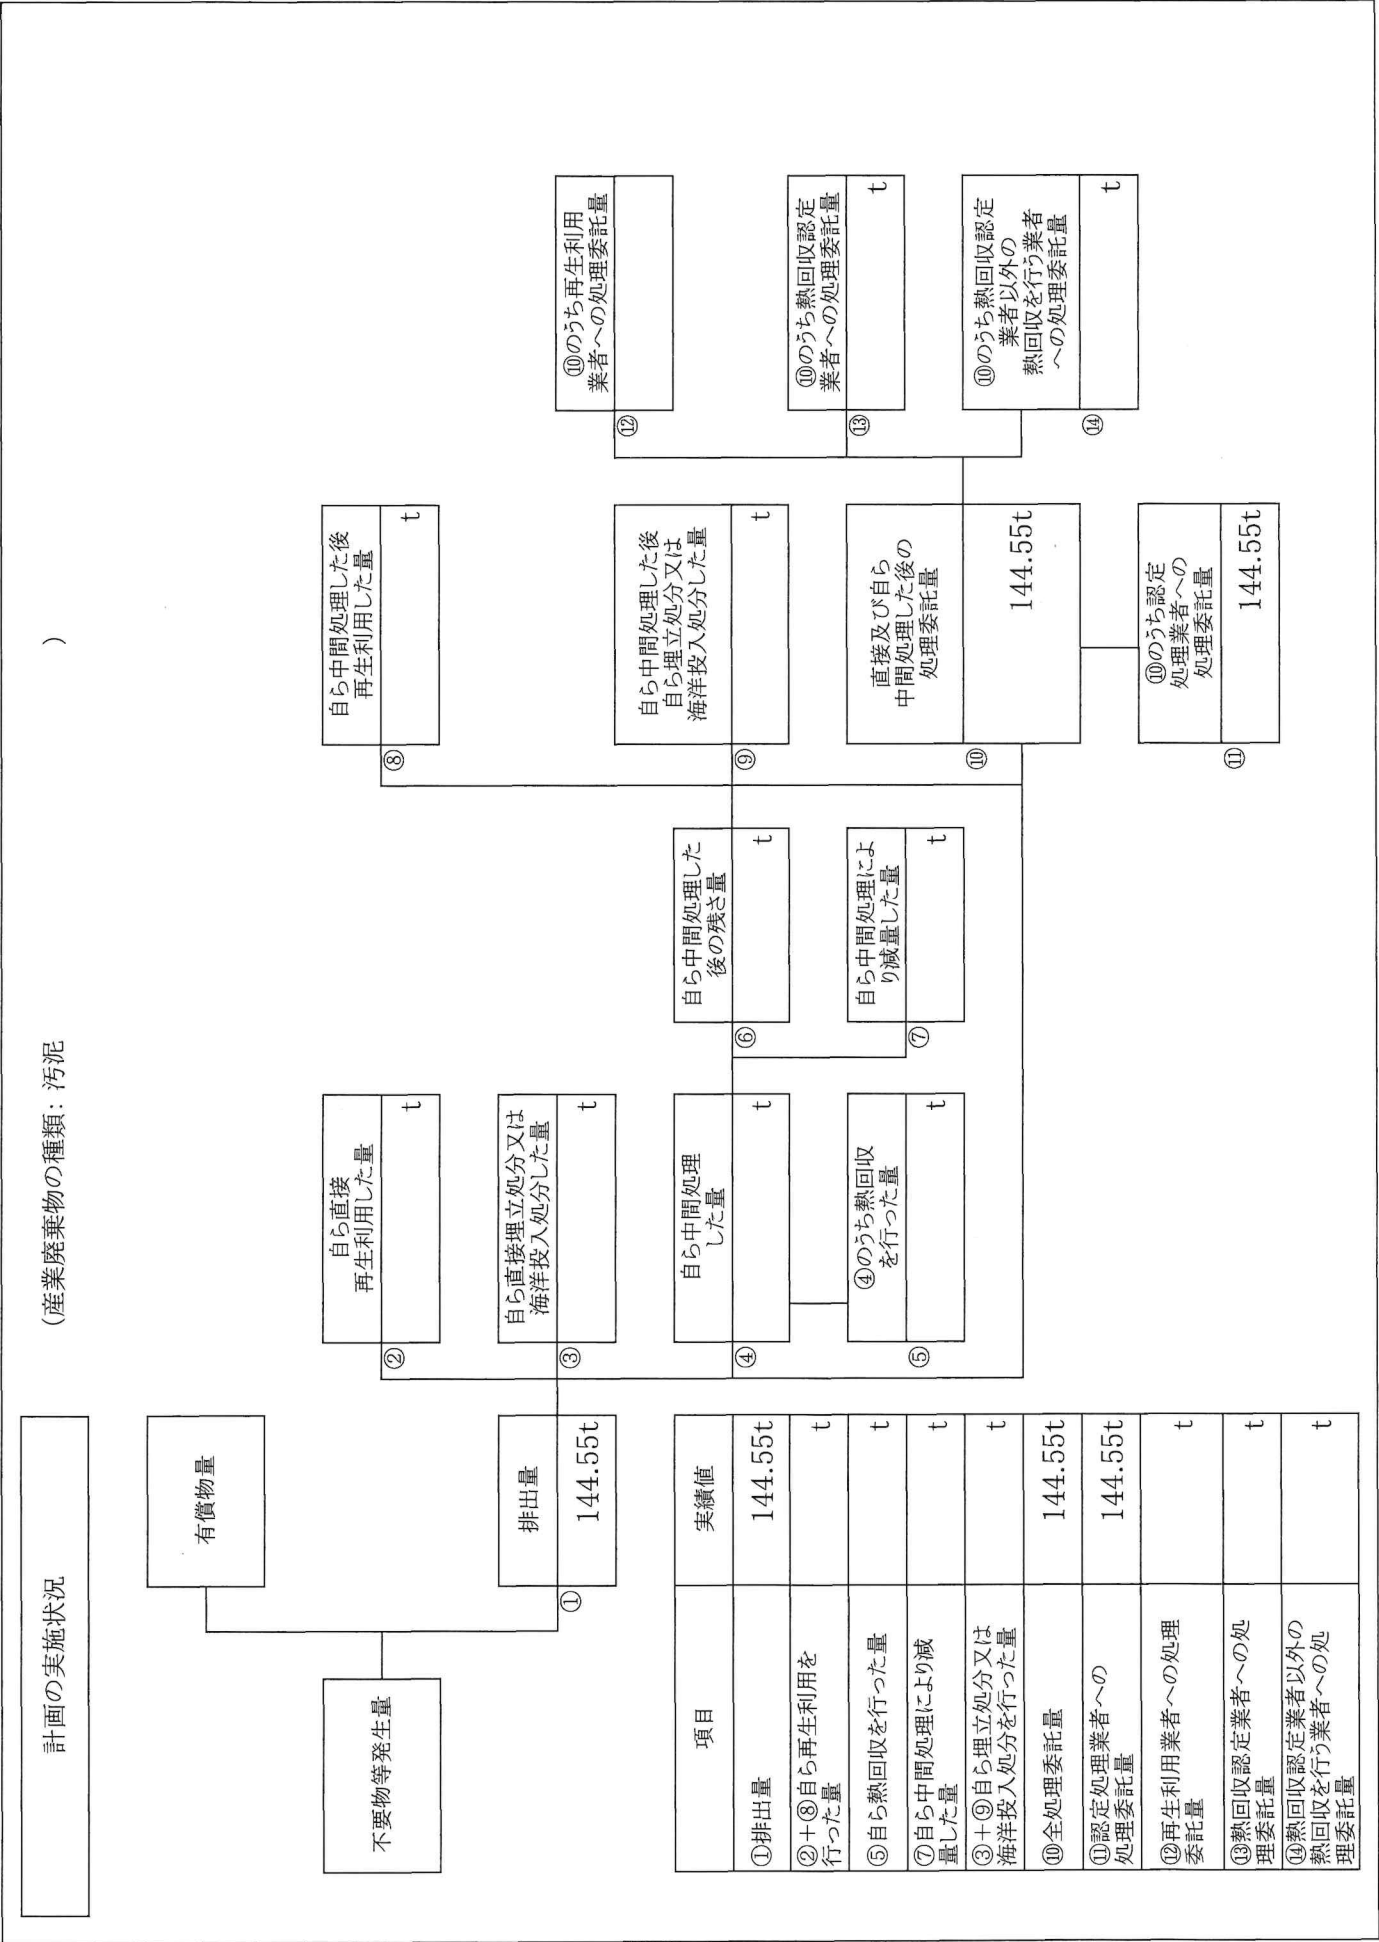 計画の実施状況
(産業廃棄物の種類：汚泥
)
不要物等発生量
有償物量
①
排出量
144.55t
②
自ら直接
再生利用した量
t
③
自ら直接埋立処分又は
海洋投入処分した量
t
④
自ら中間処理
した量
t
⑤
④のうち熱回収
を行った量
t
⑥
自ら中間処理した
後の残さ量
t
⑦
自ら中間処理によ
り減量した量
t
⑧
自ら中間処理した後
再生利用した量
t
⑨
自ら中間処理した後
自ら埋立処分又は
海洋投入処分した量
t
⑩
直接及び自ら
中間処理した後の
処理委託量
144.55t
⑪
⑩のうち認定
処理業者への
処理委託量
144.55t
⑫
⑩のうち再生利用
業者への処理委託量
⑬
⑩のうち熱回収認定
業者への処理委託量
t
⑭
⑩のうち熱回収認定
業者以外の
熱回収を行う業者
への処理委託量
t
項目 実績値
①排出量 144.55t
②+⑧自ら再生利用を
行った量 t
⑤自ら熱回収を行った量 t
⑦自ら中間処理により減
量した量 t
③+⑨自ら埋立処分又は
海洋投入処分を行った量 t
⑩全処理委託量 144.55t
⑪認定処理業者への
処理委託量 144.55t
⑫再生利用業者への処理
委託量 t
⑬熱回収認定業者への処
理委託量 t
⑭熱回収認定業者以外の
熱回収を行う業者への処
理委託量 t